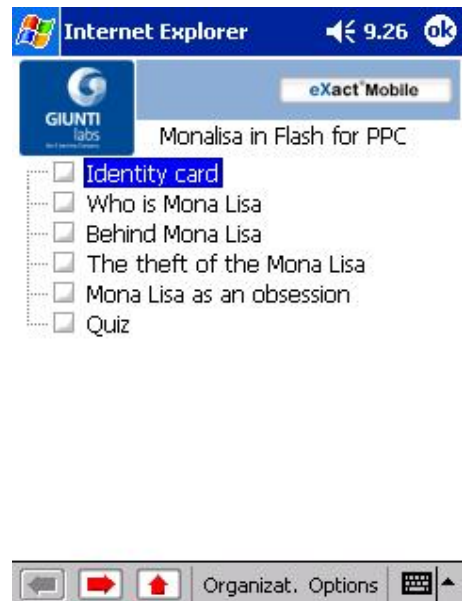 Internet Explorer 9.26 ok
eXact Mobile
GIUNTI
labs
Monalisa in Flash for PPC
Identity card
Who is Mona Lisa
Behind Mona Lisa
The theft of the Mona Lisa
Mona Lisa as an obsession
Quiz
Organizat. Options